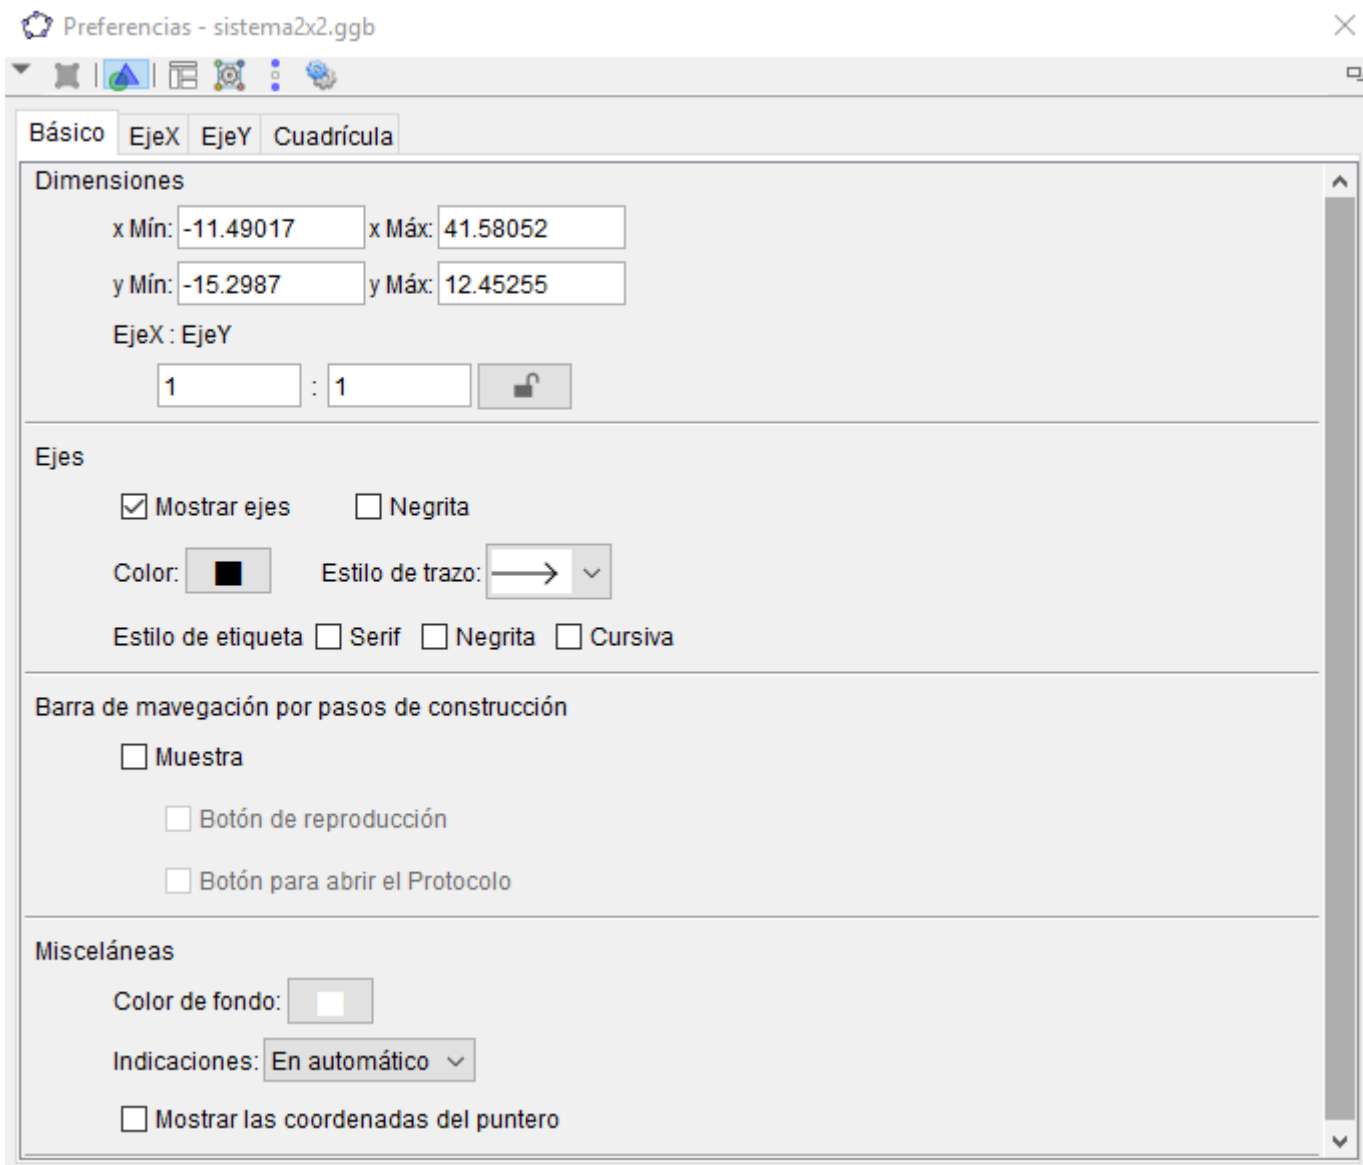 Preferencias - sistema2x2.ggb
Básico EjeX EjeY Cuadrícula
Dimensiones
x Mín: -11.49017 x Máx: 41.58052
y Mín: -15.2987 y Máx: 12.45255
EjeX : EjeY
1 : 1
Ejes
Mostrar ejes Negrita
Color: Estilo de trazo:
Estilo de etiqueta Serif Negrita Cursiva
Barra de mavegación por pasos de construcción
Muestra
Botón de reproducción
Botón para abrir el Protocolo
Misceláneas
Color de fondo:
Indicaciones: En automático
Mostrar las coordenadas del puntero